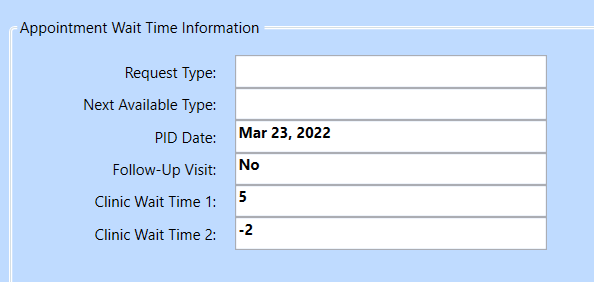 Appointment Wait Time Information
Request Type:
Next Available Type:
PID Date: Mar 23, 2022
Follow-Up Visit: No
Clinic Wait Time 1: 5
Clinic Wait Time 2: -2